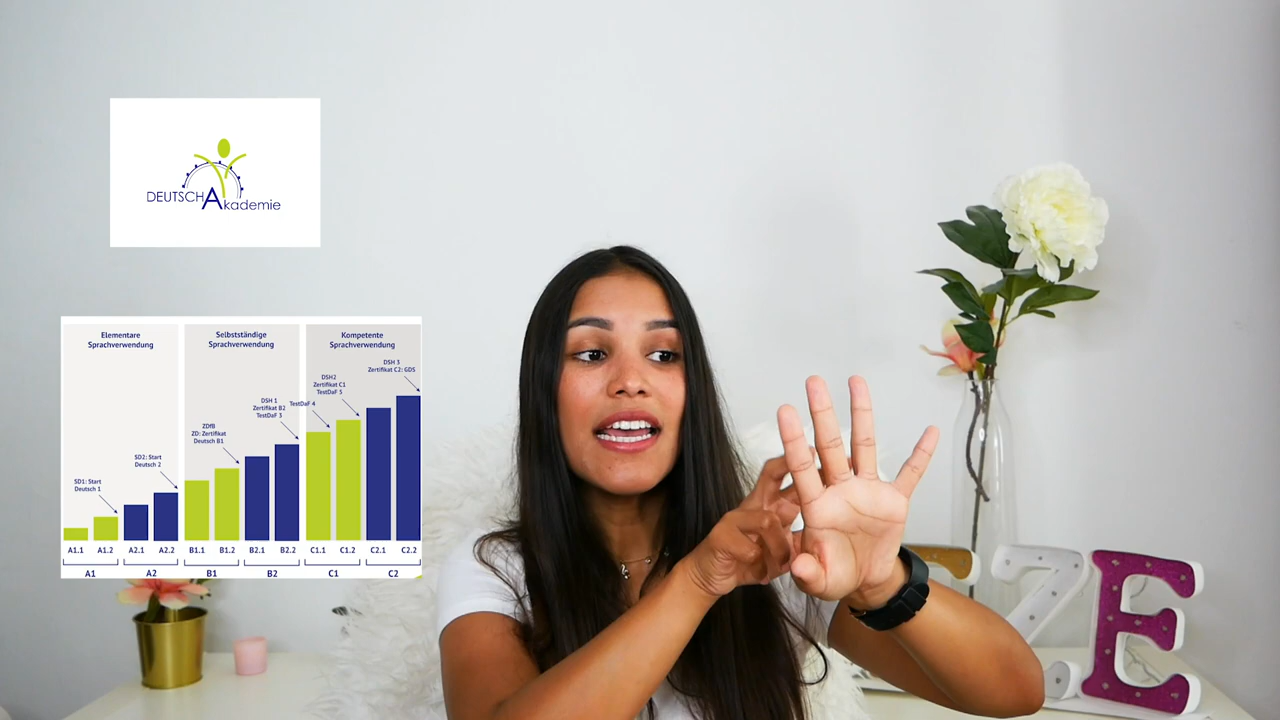 DEUTSCHAkademie
Elementare
Sprachverwendung
Selbstständige
Sprachverwendung
Kompetente
Sprachverwendung
SD1: Start
Deutsch 1
SD2: Start
Deutsch 2
ZDfB
ZD: Zertifikat
Deutsch B1
DSH 1
Zertifikat B2
TestDaF 3
TestDaF 4
DSH2
Zertifikat C1
TestDaF 5
DSH 3
Zertifikat C2: GDS
A1.1 A1.2 A2.1 A2.2 B1.1 B1.2 B2.1 B2.2 C1.1 C1.2 C2.1 C2.2
A1 A2 B1 B2 C1 C2
Z E